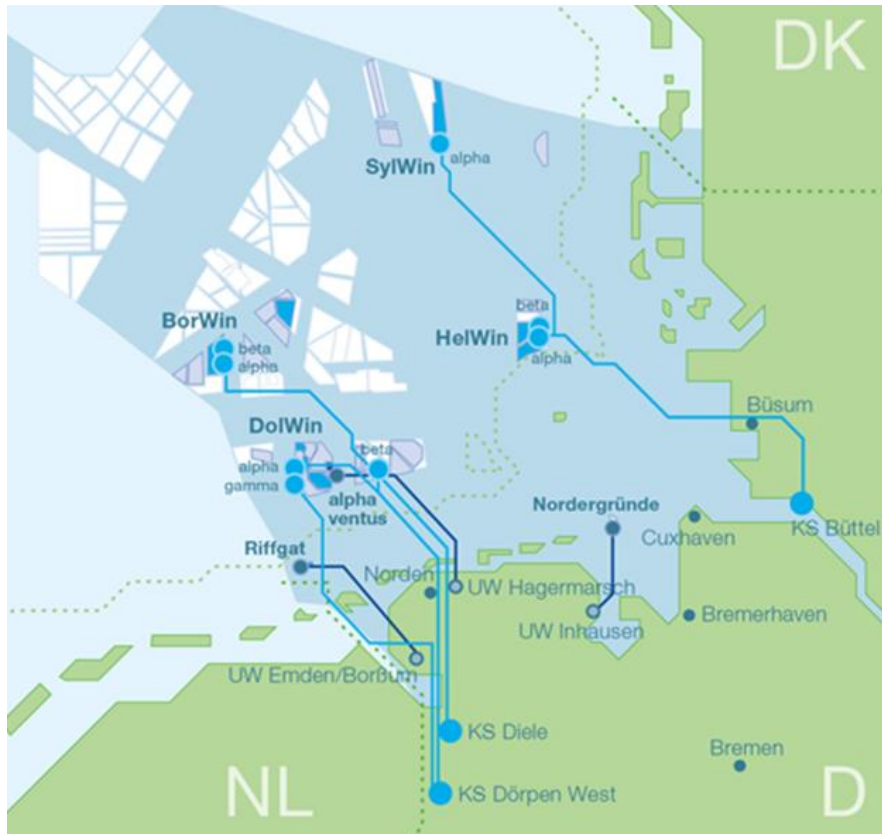 DK
alpha
SylWin
beta
HelWin
alpha
BorWin
beta
alpha
Büsum
DolWin
beta
alpha
gamma
alpha
ventus
Nordergründe
KS Büttel
Cuxhaven
Riffgat
Norden
UW Hagermarsch
UW Inhausen
Bremerhaven
UW Emden/Borßum
KS Diele
Bremen
NL
KS Dörpen West
D